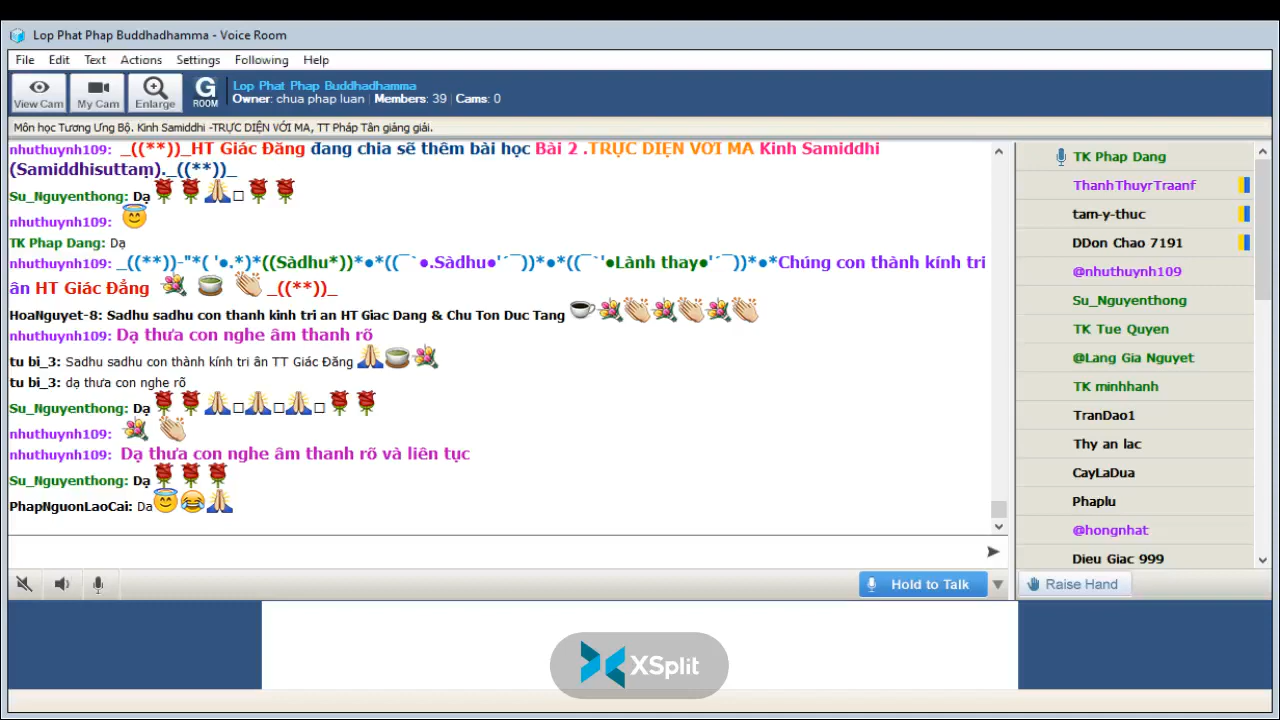 Lop Phat Phap Buddhadhamma - Voice Room
File Edit Text Actions Settings Following Help
View Cam My Cam Enlarge G ROOM
Lop Phat Phap Buddhadhamma
Owner: chua phap luan | Members: 39 | Cams: 0
Môn học Tương Ưng Bộ. Kinh Samiddhi -TRỰC DIỆN VỚI MA, TT Pháp Tân giảng giải.
nhuthuynh109: _((**))_HT Giác Đăng đang chia sẽ thêm bài học Bài 2 .TRỰC DIỆN VỚI MA Kinh Samiddhi
(Samiddhisuttaṃ)._((**))_
Su_Nguyenthong: Dạ
nhuthuynh109:
TK Phap Dang: Dạ
nhuthuynh109: _((**))-"*( '●.*)*((Sàdhu*))*●*((¯`●.Sàdhu●'´¯))*●*((¯`'●Lành thay●'´¯))*●*Chúng con thành kính tri
ân HT Giác Đẳng _((**))_
HoaNguyet-8: Sadhu sadhu con thanh kinh tri an HT Giac Dang & Chu Ton Duc Tang
nhuthuynh109: Dạ thưa con nghe âm thanh rõ
tu bi_3: Sadhu sadhu con thành kính tri ân TT Giác Đăng
tu bi_3: dạ thưa con nghe rõ
Su_Nguyenthong: Dạ
nhuthuynh109:
nhuthuynh109: Dạ thưa con nghe âm thanh rõ và liên tục
Su_Nguyenthong: Dạ
PhapNguonLaoCai: Da
TK Phap Dang
ThanhThuyrTraanf
tam-y-thuc
DDon Chao 7191
@nhuthuynh109
Su_Nguyenthong
TK Tue Quyen
@Lang Gia Nguyet
TK minhhanh
TranDao1
Thy an lac
CayLaDua
Phaplu
@hongnhat
Dieu Giac 999
Hold to Talk
Raise Hand
XSplit